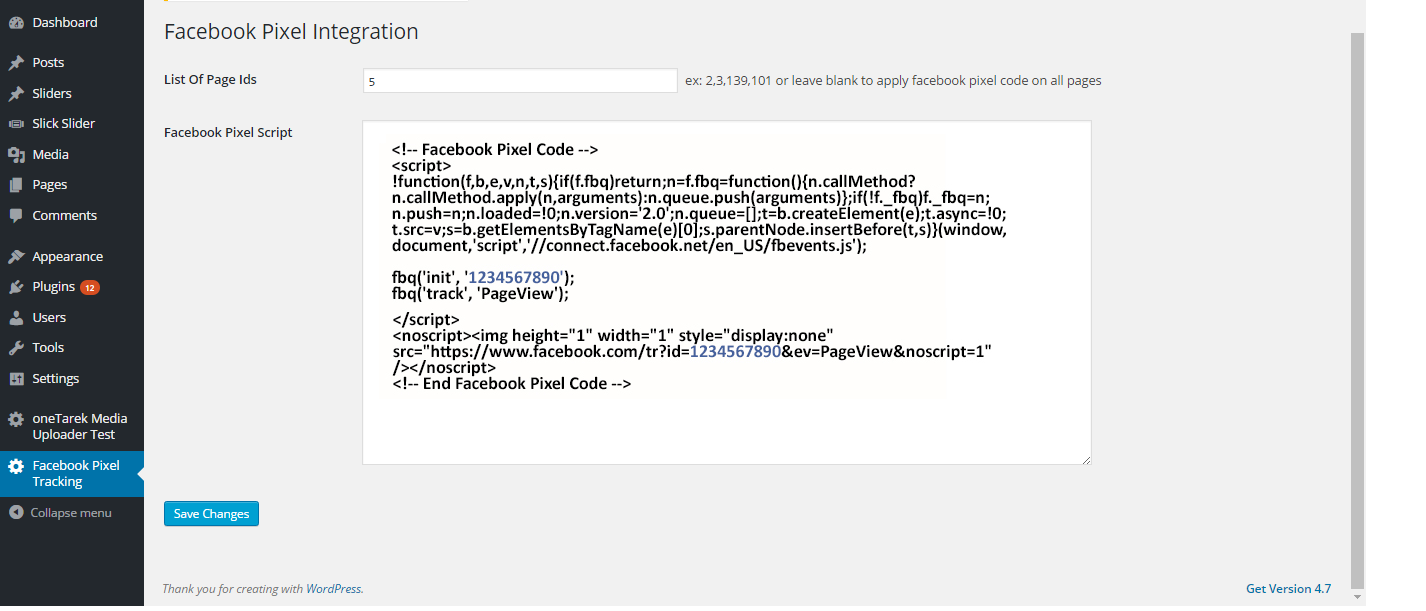 Dashboard
Posts
Sliders
Slick Slider
Media
Pages
Comments
Appearance
Plugins 12
Users
Tools
Settings
oneTarek Media
Uploader Test
Facebook Pixel
Tracking
Collapse menu
Facebook Pixel Integration
List Of Page Ids 5 ex: 2,3,139,101 or leave blank to apply facebook pixel code on all pages
Facebook Pixel Script
<!-- Facebook Pixel Code -->
<script>
!function(f,b,e,v,n,t,s){if(f.fbq)return;n=f.fbq=function(){n.callMethod?
n.callMethod.apply(n,arguments):n.queue.push(arguments)};if(!f._fbq)f._fbq=n;
n.push=n;n.loaded=!0;n.version='2.0';n.queue=[];t=b.createElement(e);t.async=!0;
t.src=v;s=b.getElementsByTagName(e)[0];s.parentNode.insertBefore(t,s)}(window,
document,'script','//connect.facebook.net/en_US/fbevents.js');
fbq('init', '1234567890');
fbq('track', 'PageView');
</script>
<noscript><img height="1" width="1" style="display:none"
src="https://www.facebook.com/tr?id=1234567890&ev=PageView&noscript=1"
/></noscript>
<!-- End Facebook Pixel Code -->
Save Changes
Thank you for creating with WordPress.
Get Version 4.7